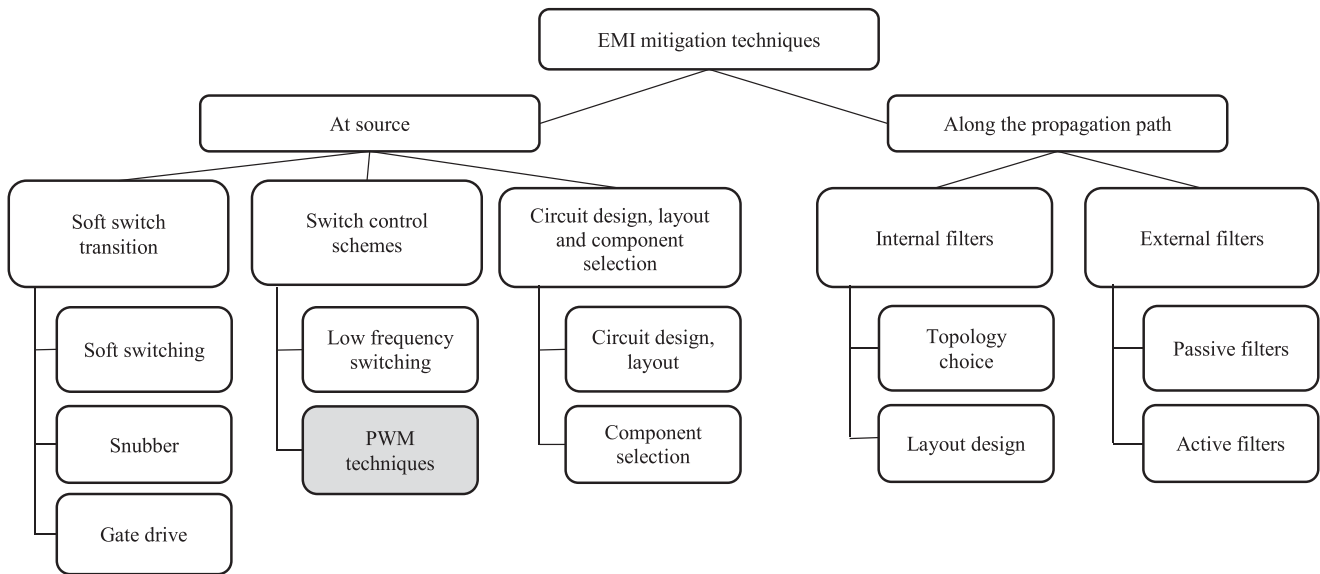 EMI mitigation techniques
At source
Along the propagation path
Soft switch
transition
Switch control
schemes
Circuit design, layout
and component
selection
Internal filters
External filters
Soft switching
Low frequency
switching
Circuit design,
layout
Topology
choice
Passive filters
Snubber
PWM
techniques
Component
selection
Layout design
Active filters
Gate drive